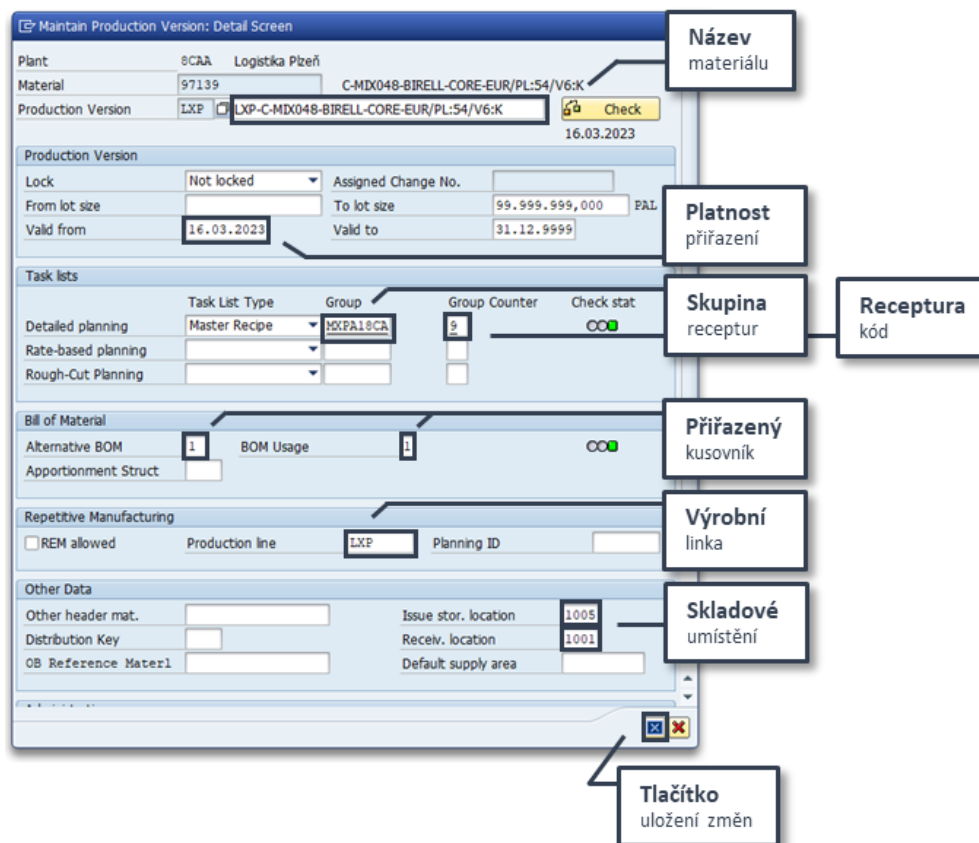 Maintain Production Version: Detail Screen
Název
materiálu
Plant 8CAA Logistika Plzeň
Material 97139 C-MIX048-BIRELL-CORE-EUR/PL:54/V6:K
Production Version LXP LXP-C-MIX048-BIRELL-CORE-EUR/PL:54/V6:K Check
16.03.2023
Production Version
Lock Not locked Assigned Change No.
From lot size To lot size 99.999.999,000 PAL
Valid from 16.03.2023 Valid to 31.12.9999
Platnost
přiřazení
Task lists
Task List Type Group Group Counter Check stat
Detailed planning Master Recipe MXPA18CA 9
Rate-based planning
Rough-Cut Planning
Skupina
receptur
Receptura
kód
Bill of Material
Alternative BOM 1 BOM Usage 1
Apportionment Struct
Přiřazený
kusovník
Repetitive Manufacturing
REM allowed Production line LXP Planning ID
Výrobní
linka
Other Data
Other header mat. Issue stor. location 1005
Distribution Key Receiv. location 1001
OB Reference Materl Default supply area
Skladové
umístění
Tlačítko
uložení změn